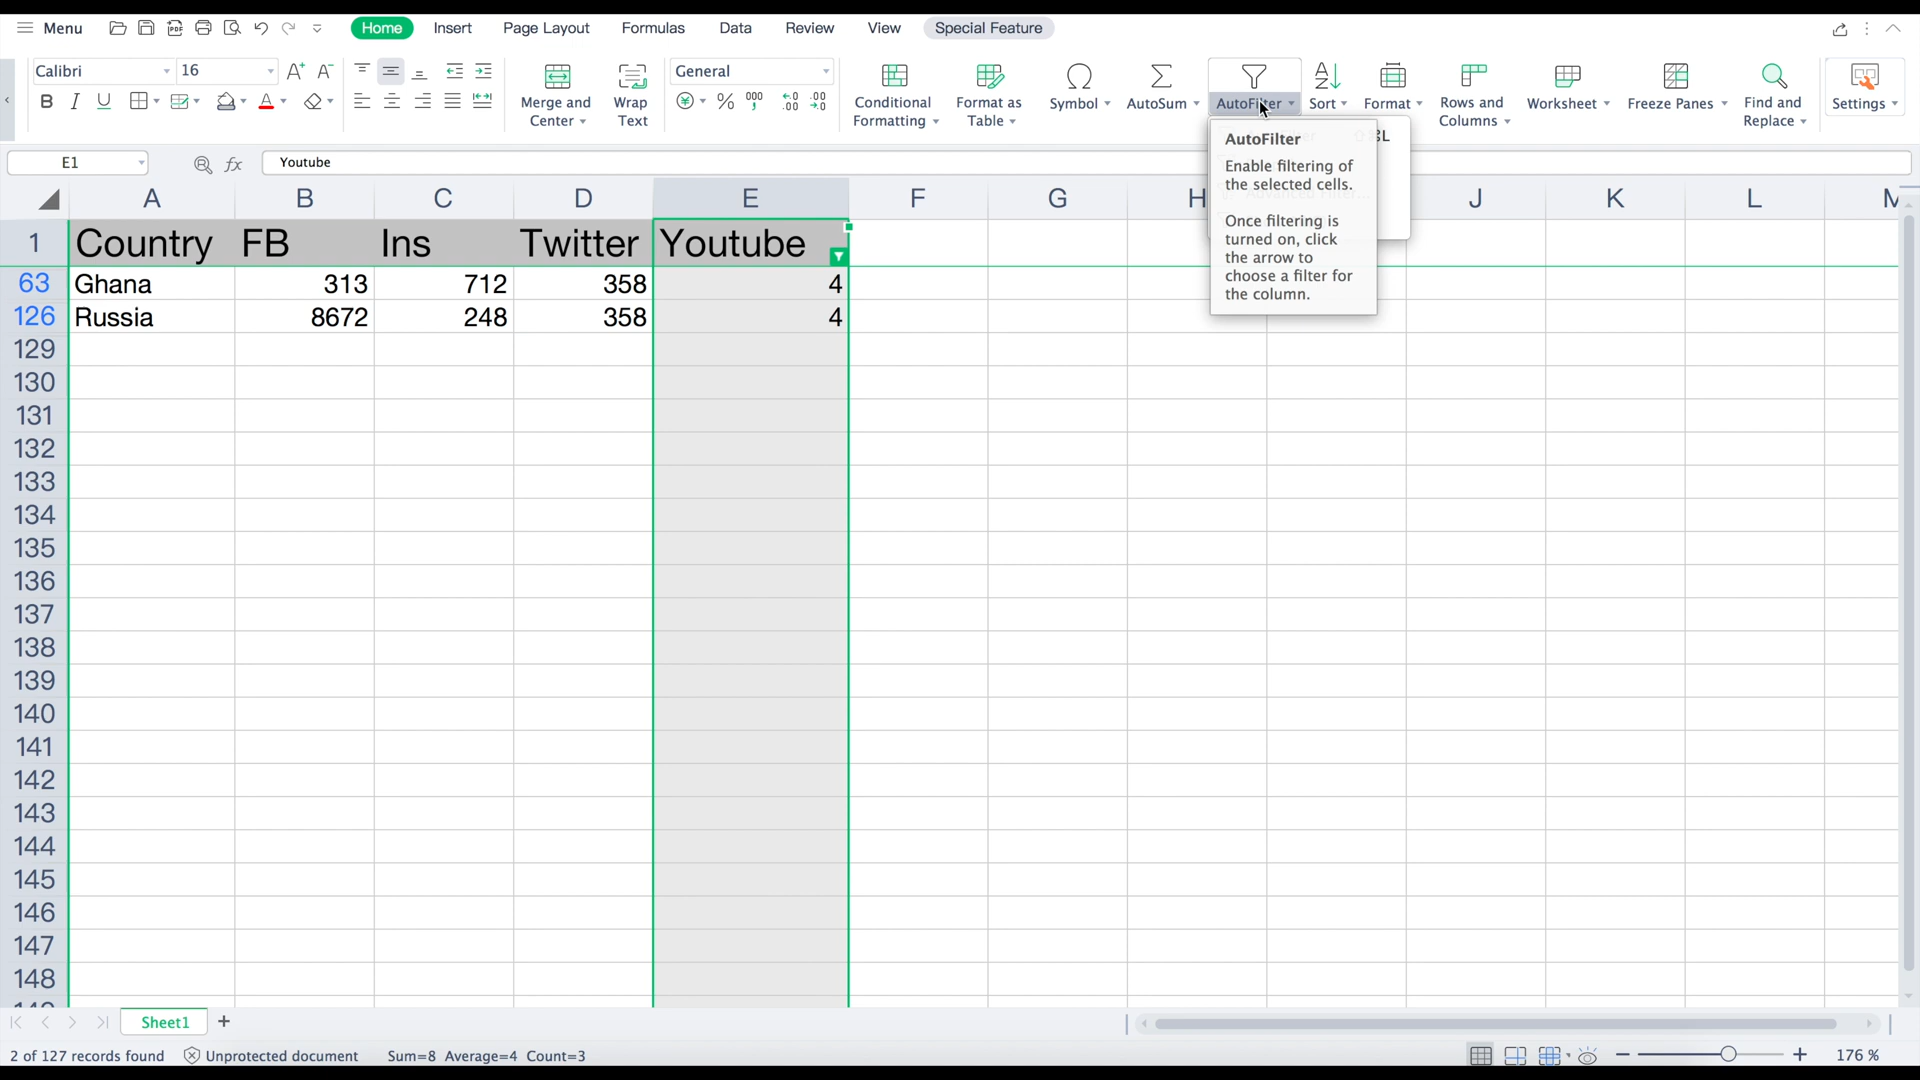 Menu Home Insert Page Layout Formulas Data Review View Special Feature
Calibri 16 General
B I U A
Merge and Center
Wrap Text
Conditional Formatting
Format as Table
Symbol
AutoSum
AutoFilter
Sort
Format
Rows and Columns
Worksheet
Freeze Panes
Find and Replace
Settings
E1 fx Youtube
L
AutoFilter
Enable filtering of
the selected cells.
Advanced Filter...
Once filtering is
turned on, click
the arrow to
choose a filter for
the column.
A B C D E F G H J K L M
1 Country FB Ins Twitter Youtube
63 Ghana 313 712 358 4
126 Russia 8672 248 358 4
129
130
131
132
133
134
135
136
137
138
139
140
141
142
143
144
145
146
147
148
149
Sheet1
2 of 127 records found Unprotected document Sum=8 Average=4 Count=3 176 %